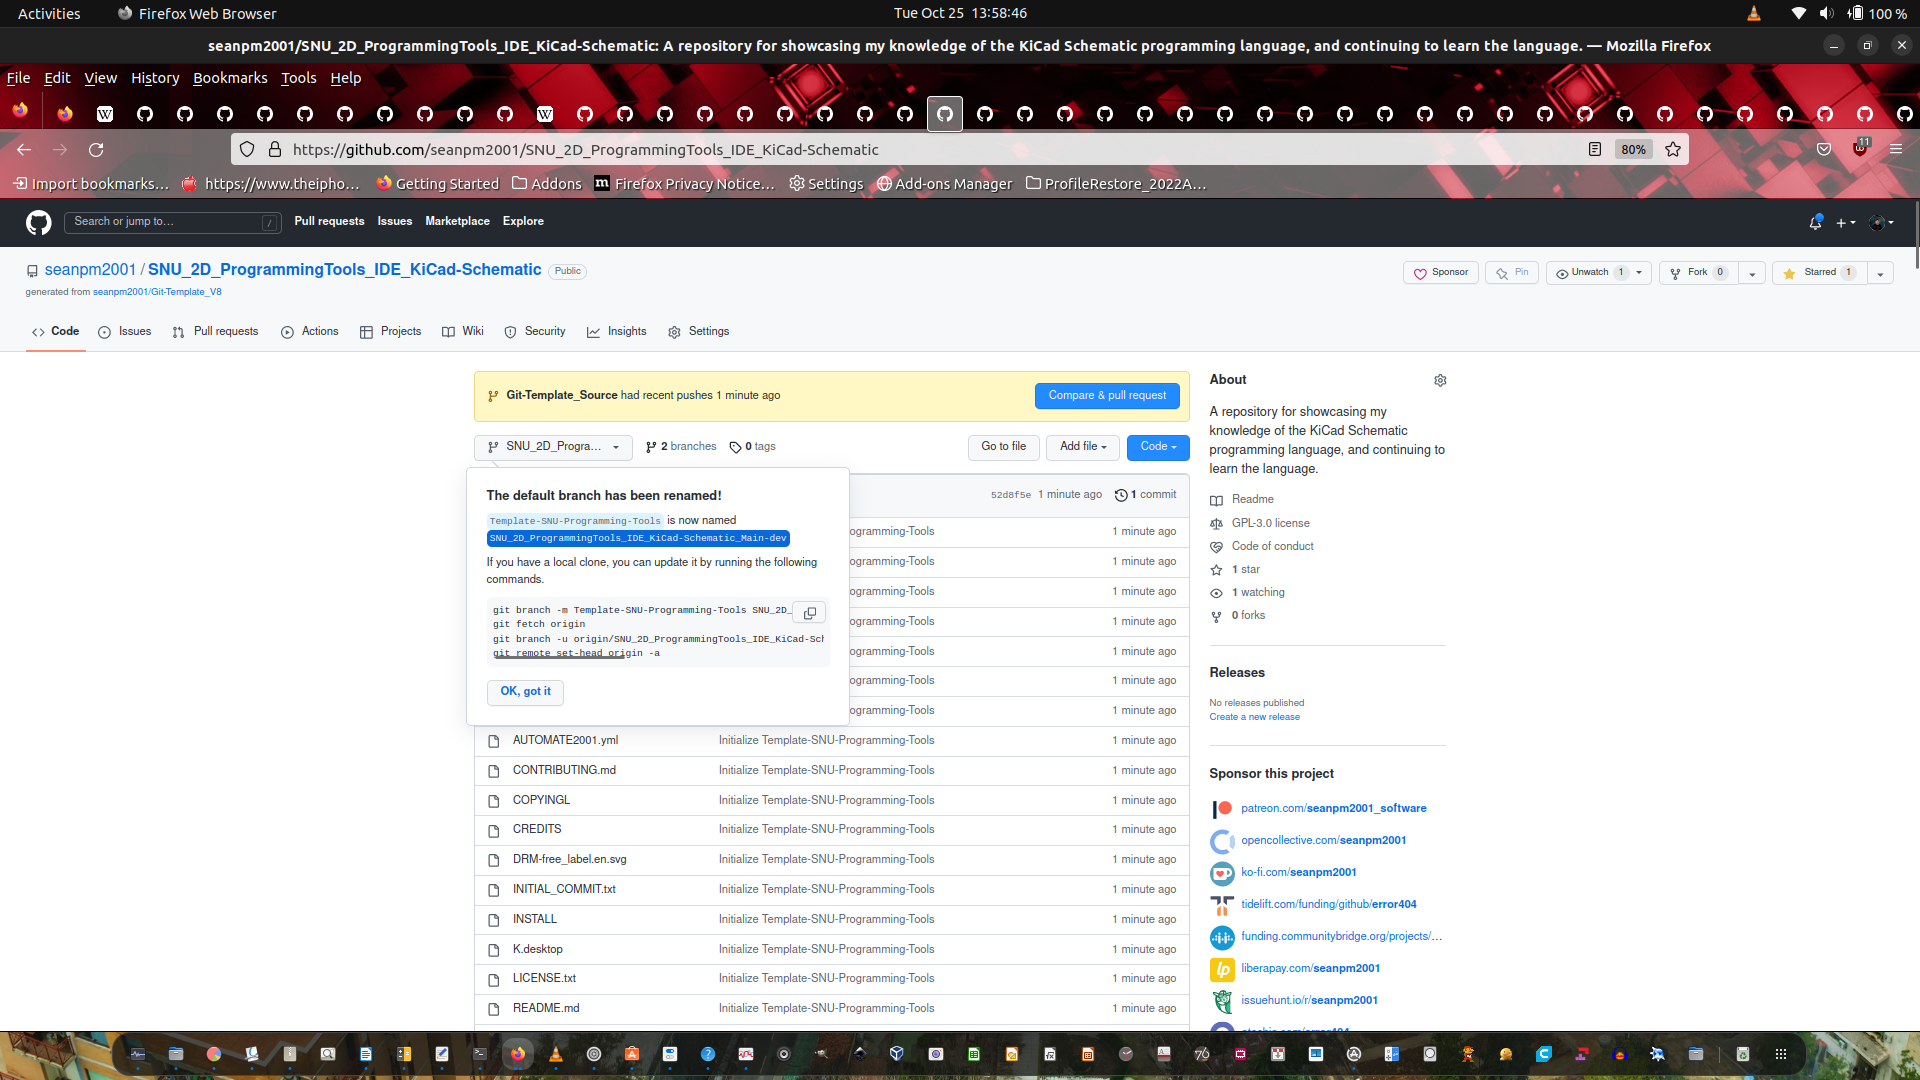 Activities
Firefox Web Browser
Tue Oct 25 13:58:46
100 %
seanpm2001/SNU_2D_ProgrammingTools_IDE_KiCad-Schematic: A repository for showcasing my knowledge of the KiCad Schematic programming language, and continuing to learn the language. — Mozilla Firefox
File Edit View History Bookmarks Tools Help
https://github.com/seanpm2001/SNU_2D_ProgrammingTools_IDE_KiCad-Schematic
80%
11
Import bookmarks…
https://www.theipho…
Getting Started
Addons
Firefox Privacy Notice…
Settings
Add-ons Manager
ProfileRestore_2022A…
Search or jump to…
/
Pull requests
Issues
Marketplace
Explore
seanpm2001 / SNU_2D_ProgrammingTools_IDE_KiCad-Schematic
Public
generated from seanpm2001/Git-Template_V8
Sponsor
Pin
Unwatch 1
Fork 0
Starred 1
Code
Issues
Pull requests
Actions
Projects
Wiki
Security
Insights
Settings
Git-Template_Source had recent pushes 1 minute ago
Compare & pull request
SNU_2D_Progra…
2 branches
0 tags
Go to file
Add file
Code
52d8f5e 1 minute ago
1 commit
The default branch has been renamed!
Template-SNU-Programming-Tools is now named
SNU_2D_ProgrammingTools_IDE_KiCad-Schematic_Main-dev
If you have a local clone, you can update it by running the following
commands.
git branch -m Template-SNU-Programming-Tools SNU_2D_
git fetch origin
git branch -u origin/SNU_2D_ProgrammingTools_IDE_KiCad-Sch
git remote set-head origin -a
OK, got it
ogramming-Tools 1 minute ago
ogramming-Tools 1 minute ago
ogramming-Tools 1 minute ago
ogramming-Tools 1 minute ago
ogramming-Tools 1 minute ago
ogramming-Tools 1 minute ago
ogramming-Tools 1 minute ago
AUTOMATE2001.yml Initialize Template-SNU-Programming-Tools 1 minute ago
CONTRIBUTING.md Initialize Template-SNU-Programming-Tools 1 minute ago
COPYINGL Initialize Template-SNU-Programming-Tools 1 minute ago
CREDITS Initialize Template-SNU-Programming-Tools 1 minute ago
DRM-free_label.en.svg Initialize Template-SNU-Programming-Tools 1 minute ago
INITIAL_COMMIT.txt Initialize Template-SNU-Programming-Tools 1 minute ago
INSTALL Initialize Template-SNU-Programming-Tools 1 minute ago
K.desktop Initialize Template-SNU-Programming-Tools 1 minute ago
LICENSE.txt Initialize Template-SNU-Programming-Tools 1 minute ago
README.md Initialize Template-SNU-Programming-Tools 1 minute ago
About
A repository for showcasing my
knowledge of the KiCad Schematic
programming language, and continuing to
learn the language.
Readme
GPL-3.0 license
Code of conduct
1 star
1 watching
0 forks
Releases
No releases published
Create a new release
Sponsor this project
patreon.com/seanpm2001_software
opencollective.com/seanpm2001
ko-fi.com/seanpm2001
tidelift.com/funding/github/error404
funding.communitybridge.org/projects/…
liberapay.com/seanpm2001
issuehunt.io/r/seanpm2001